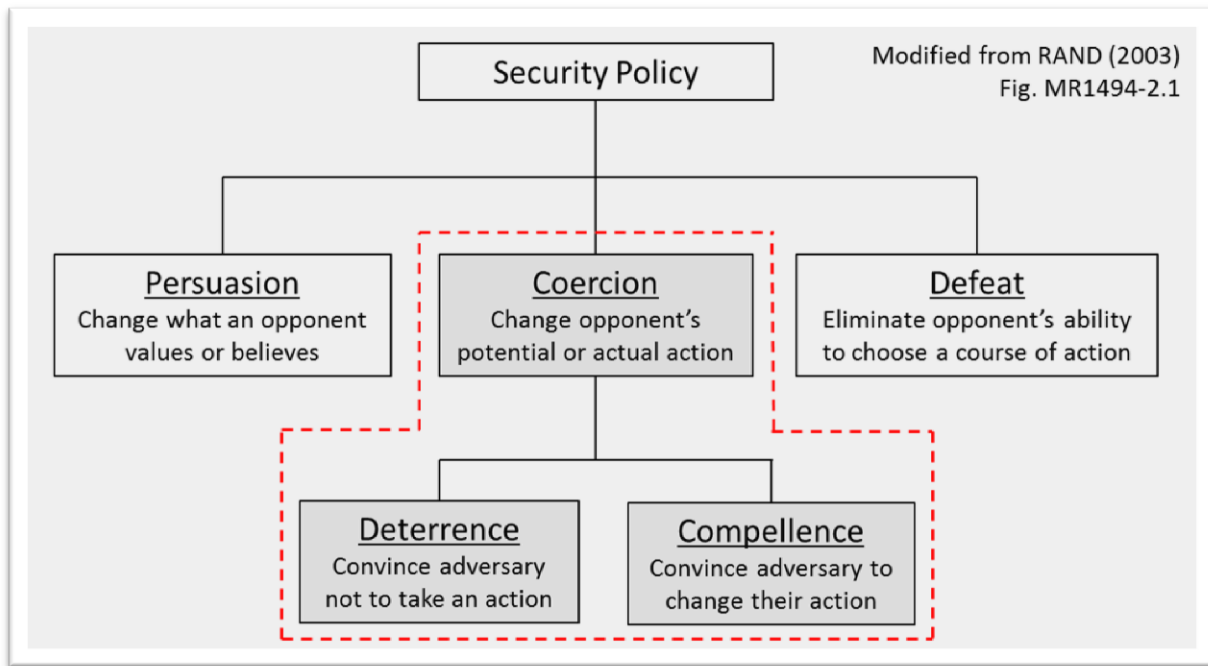 Security Policy
Modified from RAND (2003)
Fig. MR1494-2.1
Persuasion
Change what an opponent
values or believes
Coercion
Change opponent’s
potential or actual action
Defeat
Eliminate opponent’s ability
to choose a course of action
Deterrence
Convince adversary
not to take an action
Compellence
Convince adversary to
change their action